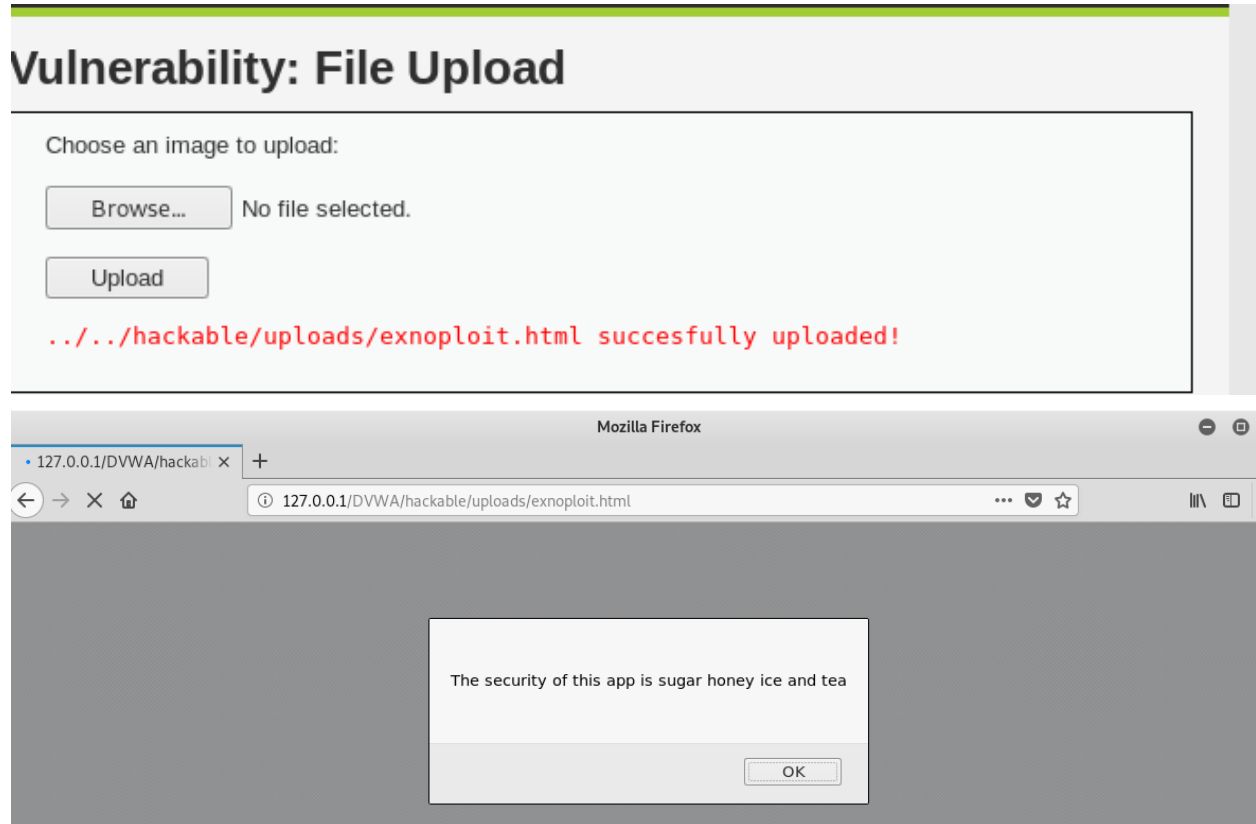 Vulnerability: File Upload
Choose an image to upload:
Browse... No file selected.
Upload
../../hackable/uploads/exnoploit.html succesfully uploaded!
Mozilla Firefox
127.0.0.1/DVWA/hackabl
127.0.0.1/DVWA/hackable/uploads/exnoploit.html
The security of this app is sugar honey ice and tea
OK